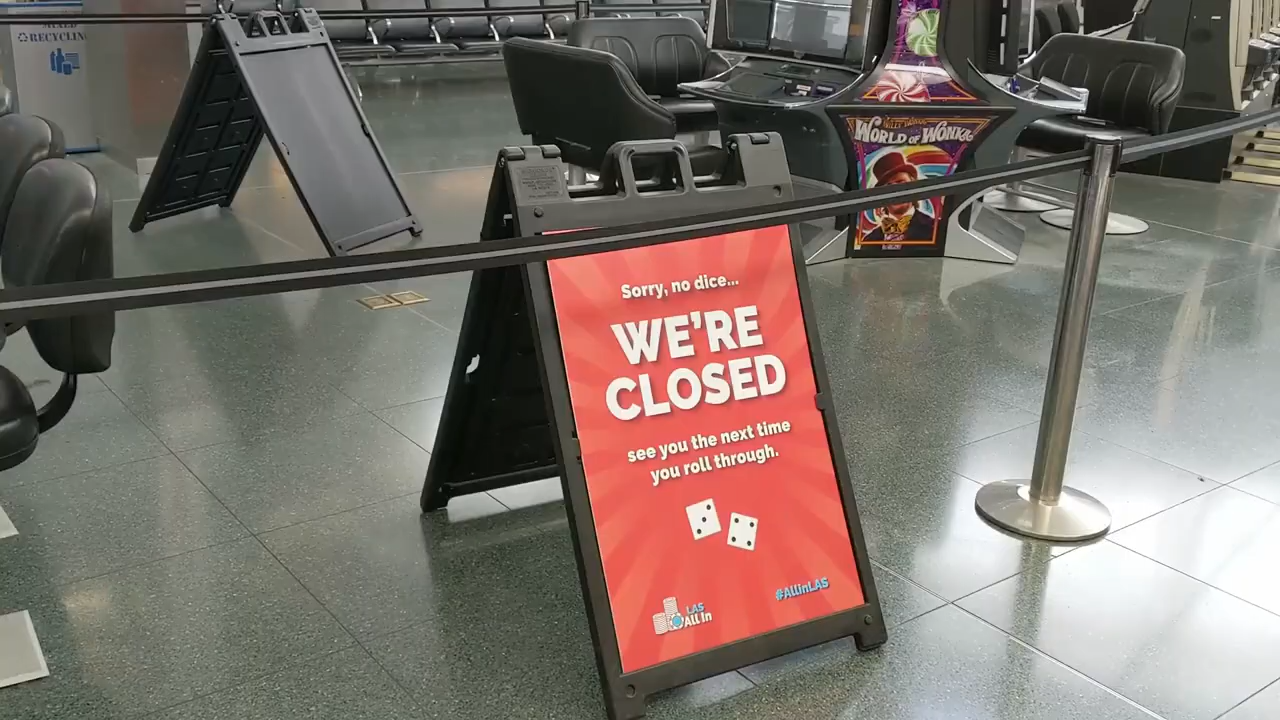 MIXED
RECYCLING
WORLD OF WONKA
Sorry, no dice...
WE'RE
CLOSED
see you the next time
you roll through.
#AllinLAS
LAS
All In